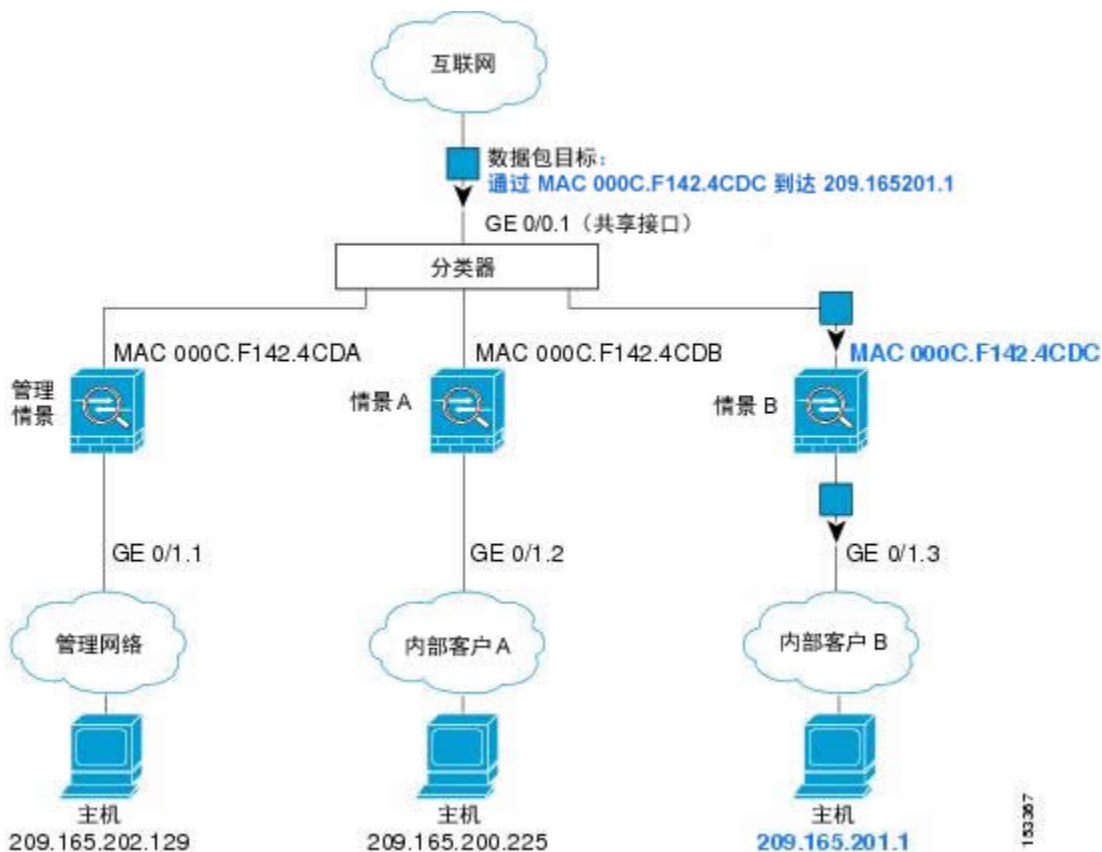 互联网
数据包目标：
通过 MAC 000C.F142.4CDC 到达 209.165201.1
GE 0/0.1（共享接口）
分类器
MAC 000C.F142.4CDA
MAC 000C.F142.4CDB
MAC 000C.F142.4CDC
管理
情景
情景 A
情景 B
GE 0/1.1
GE 0/1.2
GE 0/1.3
管理网络
内部客户 A
内部客户 B
主机
209.165.202.129
主机
209.165.200.225
主机
209.165.201.1
153367